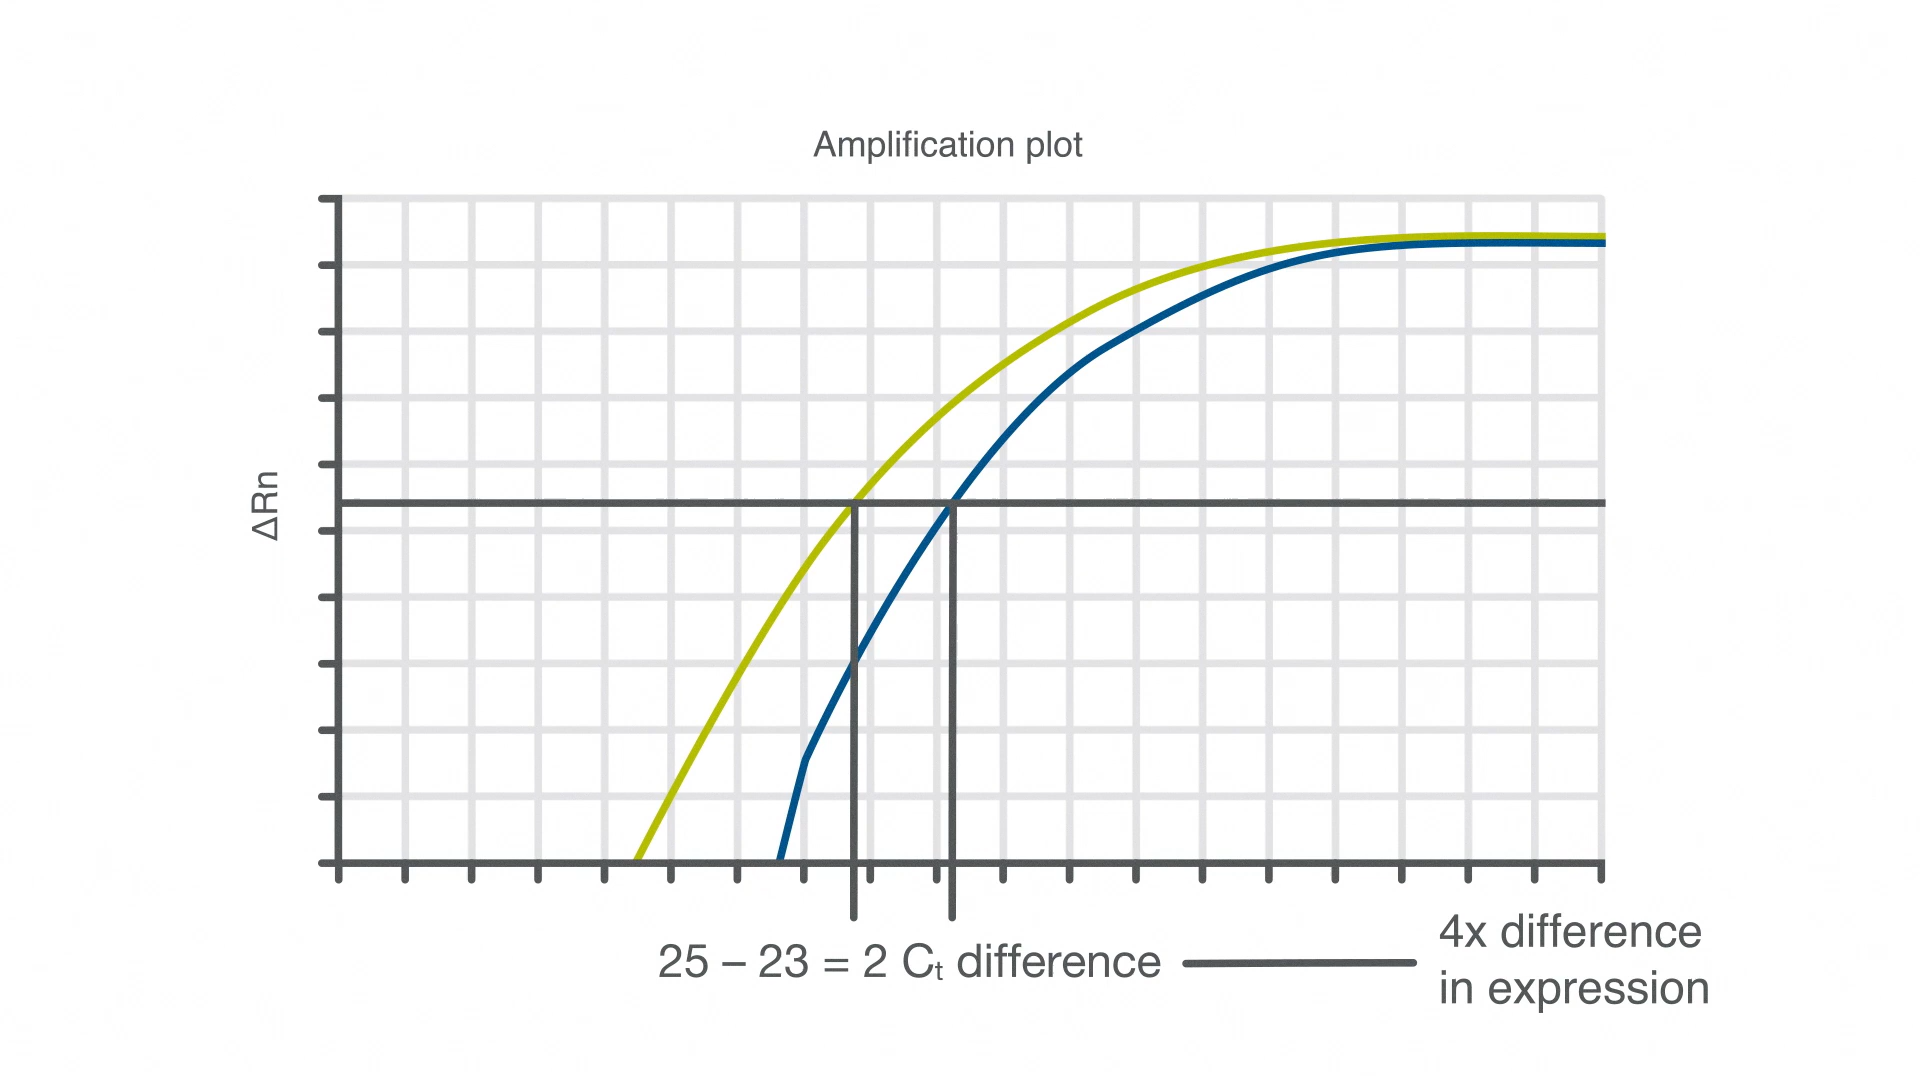 Amplification plot
ΔRn
25 – 23 = 2 Ct difference
4x difference
in expression